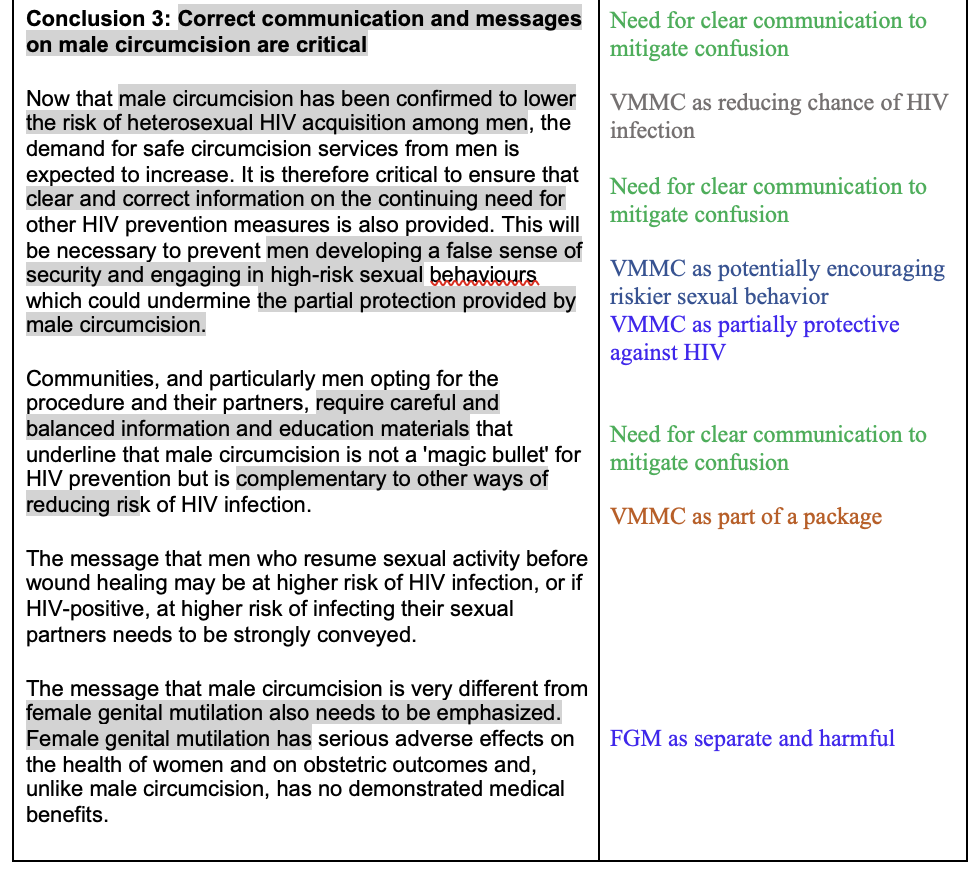 Conclusion 3: Correct communication and messages
on male circumcision are critical
Now that male circumcision has been confirmed to lower
the risk of heterosexual HIV acquisition among men, the
demand for safe circumcision services from men is
expected to increase. It is therefore critical to ensure that
clear and correct information on the continuing need for
other HIV prevention measures is also provided. This will
be necessary to prevent men developing a false sense of
security and engaging in high-risk sexual behaviours
which could undermine the partial protection provided by
male circumcision.
Communities, and particularly men opting for the
procedure and their partners, require careful and
balanced information and education materials that
underline that male circumcision is not a 'magic bullet' for
HIV prevention but is complementary to other ways of
reducing risk of HIV infection.
The message that men who resume sexual activity before
wound healing may be at higher risk of HIV infection, or if
HIV-positive, at higher risk of infecting their sexual
partners needs to be strongly conveyed.
The message that male circumcision is very different from
female genital mutilation also needs to be emphasized.
Female genital mutilation has serious adverse effects on
the health of women and on obstetric outcomes and,
unlike male circumcision, has no demonstrated medical
benefits.
Need for clear communication to
mitigate confusion
VMMC as reducing chance of HIV
infection
Need for clear communication to
mitigate confusion
VMMC as potentially encouraging
riskier sexual behavior
VMMC as partially protective
against HIV
Need for clear communication to
mitigate confusion
VMMC as part of a package
FGM as separate and harmful